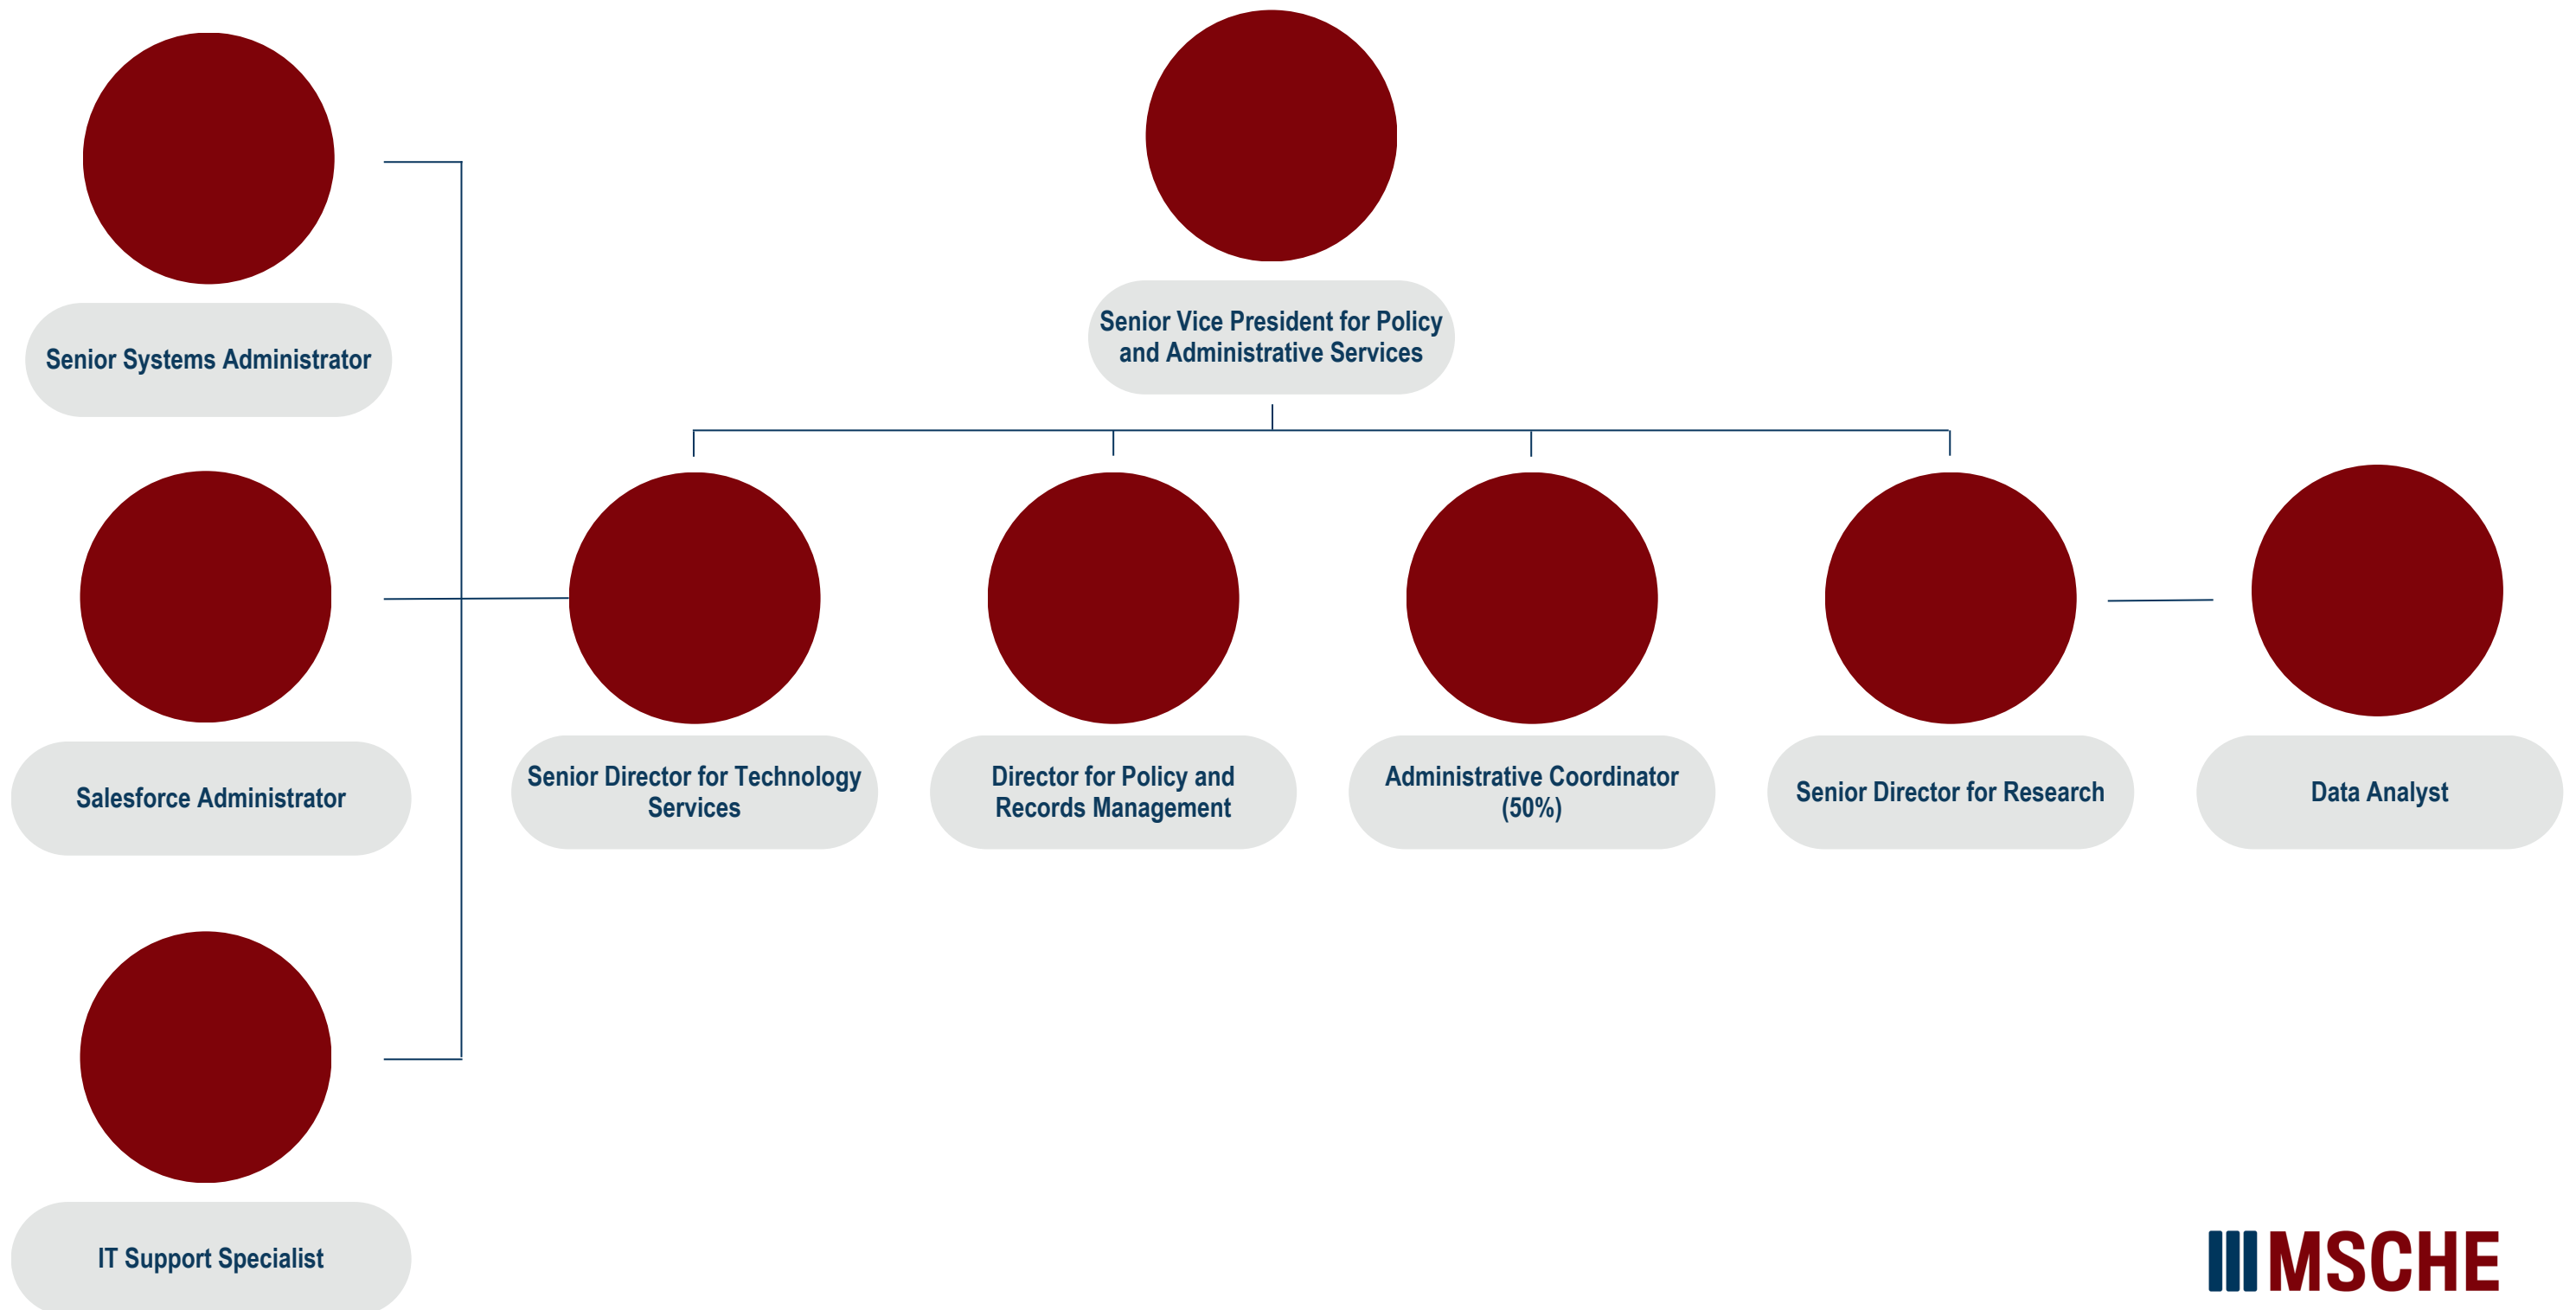 Senior Vice President for Policy
and Administrative Services
Senior Systems Administrator
Salesforce Administrator
Senior Director for Technology
Services
Director for Policy and
Records Management
Administrative Coordinator
(50%)
Senior Director for Research
Data Analyst
IT Support Specialist
MSCHE